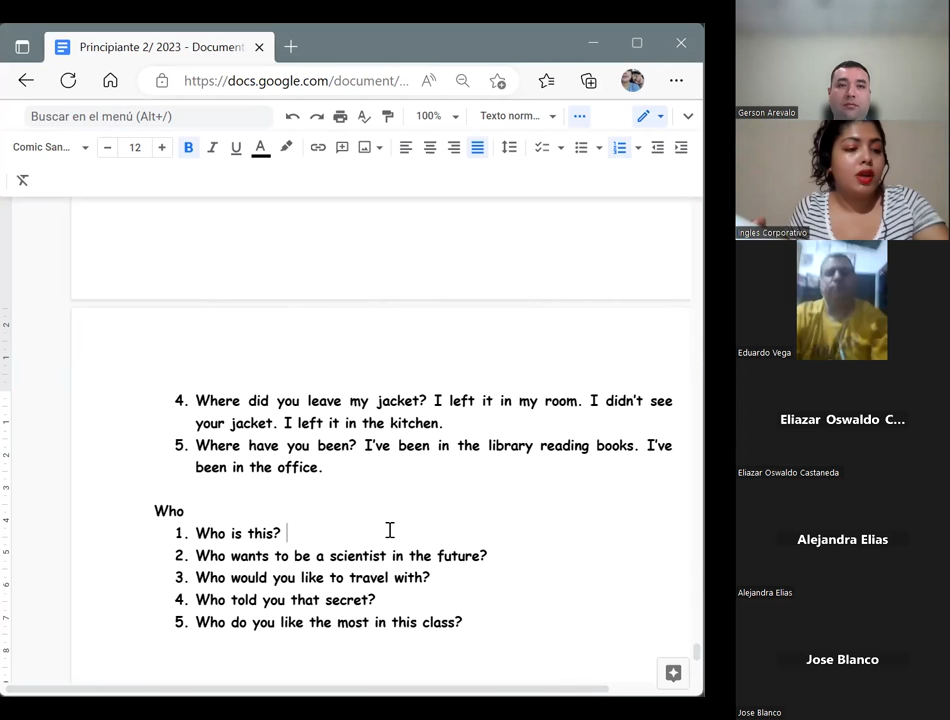 Principiante 2/ 2023 - Document
https://docs.google.com/document/...
Buscar en el menú (Alt+/)
100%
Texto norm...
Comic San...
12
B I U A
4. Where did you leave my jacket? I left it in my room. I didn't see
your jacket. I left it in the kitchen.
5. Where have you been? I've been in the library reading books. I've
been in the office.
Who
1. Who is this?
2. Who wants to be a scientist in the future?
3. Who would you like to travel with?
4. Who told you that secret?
5. Who do you like the most in this class?
Gerson Arevalo
Ingles Corporativo
Eduardo Vega
Eliazar Oswaldo C...
Eliazar Oswaldo Castaneda
Alejandra Elias
Alejandra Elias
Jose Blanco
Jose Blanco